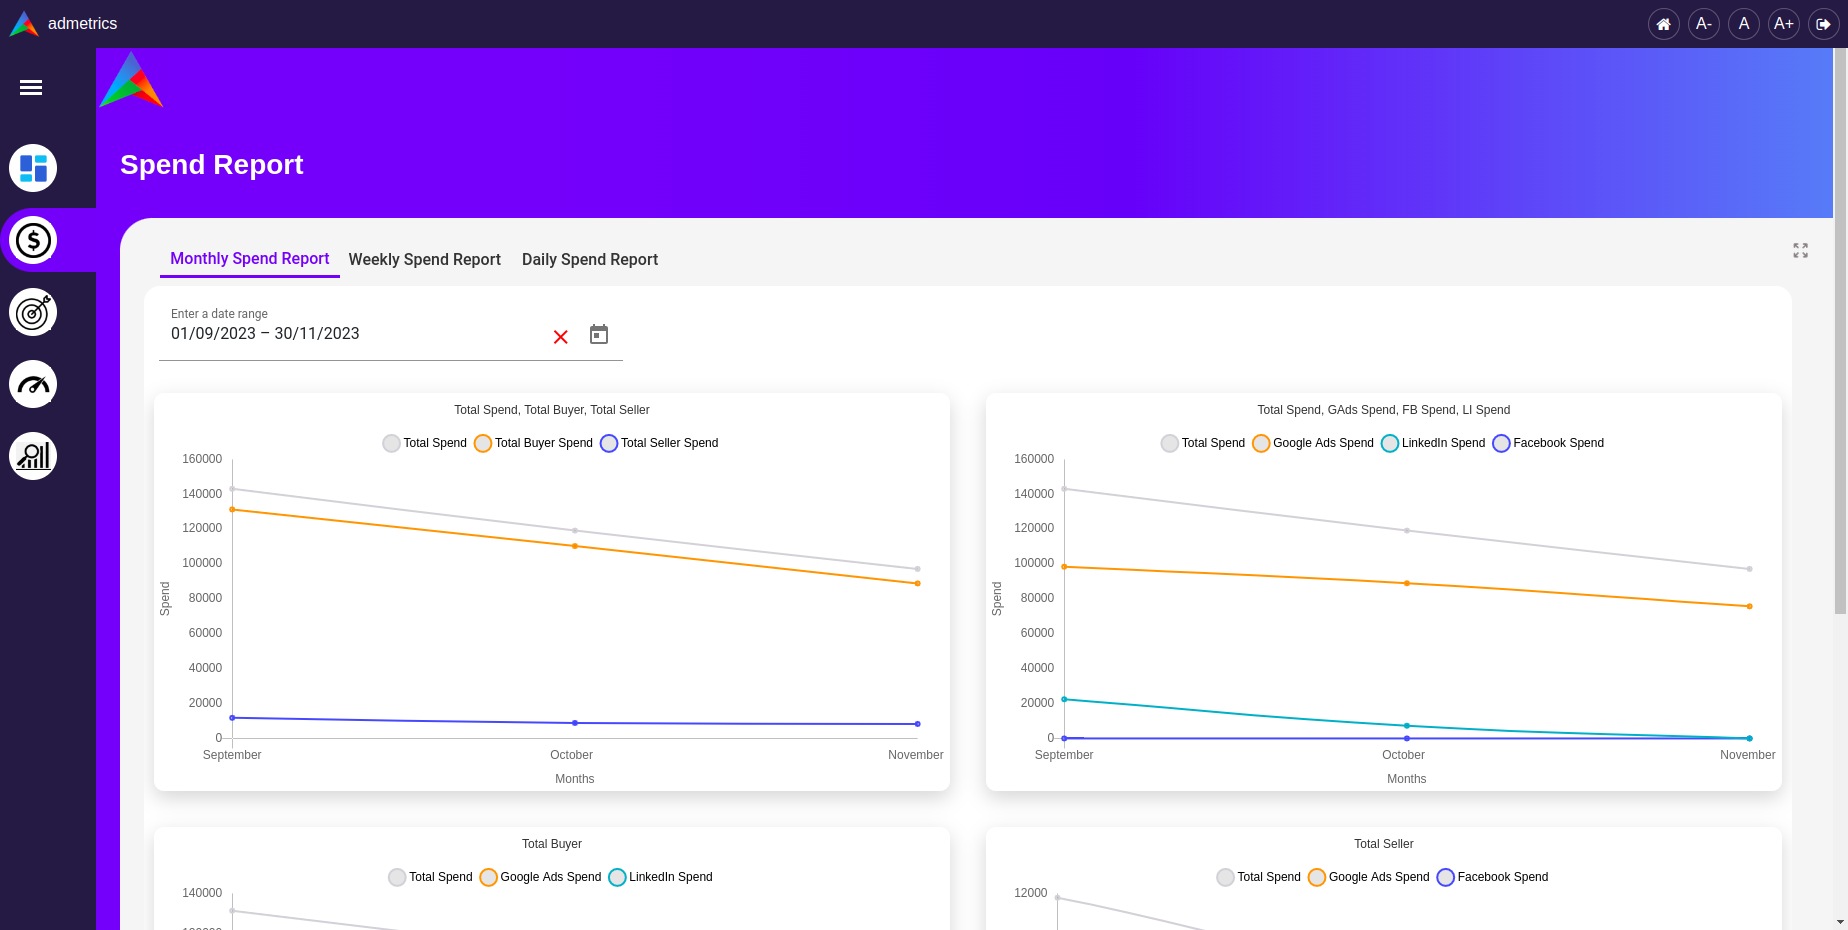 admetrics
A- A A+
Spend Report
Monthly Spend Report Weekly Spend Report Daily Spend Report
Enter a date range
01/09/2023 – 30/11/2023
Total Spend, Total Buyer, Total Seller
Total Spend Total Buyer Spend Total Seller Spend
160000
140000
120000
100000
80000
60000
40000
20000
0
Spend
September October November
Months
Total Spend, GAds Spend, FB Spend, LI Spend
Total Spend Google Ads Spend LinkedIn Spend Facebook Spend
160000
140000
120000
100000
80000
60000
40000
20000
0
Spend
September October November
Months
Total Buyer
Total Spend Google Ads Spend LinkedIn Spend
140000
Total Seller
Total Spend Google Ads Spend Facebook Spend
12000